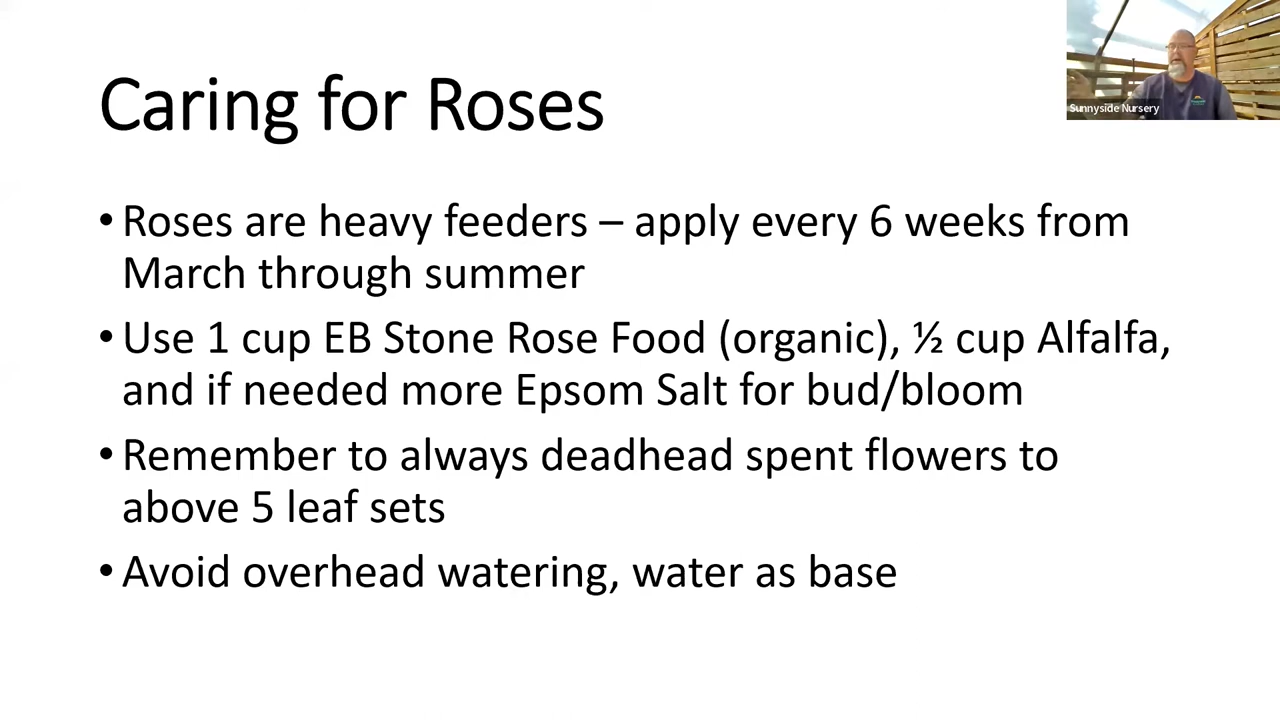 Caring for Roses
Sunnyside Nursery
• Roses are heavy feeders – apply every 6 weeks from
March through summer
• Use 1 cup EB Stone Rose Food (organic), ½ cup Alfalfa,
and if needed more Epsom Salt for bud/bloom
• Remember to always deadhead spent flowers to
above 5 leaf sets
• Avoid overhead watering, water as base